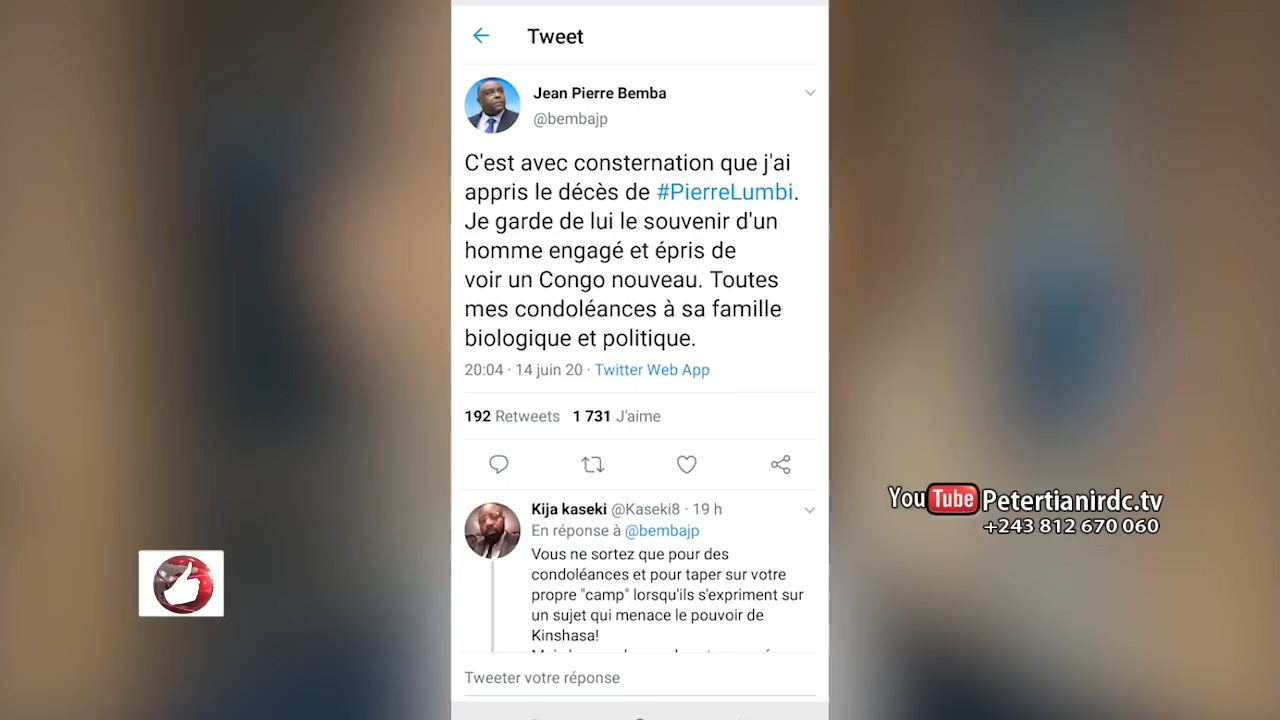 Tweet
Jean Pierre Bemba
@bembajp
C'est avec consternation que j'ai
appris le décès de #PierreLumbi.
Je garde de lui le souvenir d'un
homme engagé et épris de
voir un Congo nouveau. Toutes
mes condoléances à sa famille
biologique et politique.
20:04 · 14 juin 20 · Twitter Web App
192 Retweets 1 731 J'aime
Kija kaseki @Kaseki8 · 19 h
En réponse à @bembajp
Vous ne sortez que pour des
condoléances et pour taper sur votre
propre "camp" lorsqu'ils s'expriment sur
un sujet qui menace le pouvoir de
Kinshasa!
Tweeter votre réponse
YouTube Petertianirdc.tv
+243 812 670 060